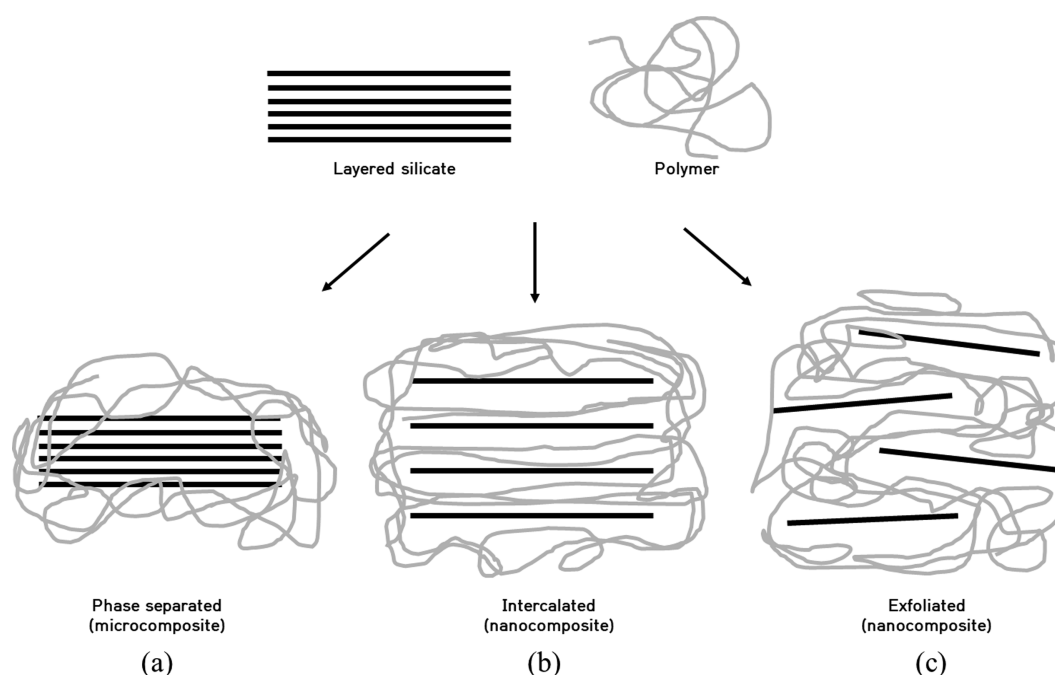 Layered silicate
Polymer
Phase separated
(microcomposite)
Intercalated
(nanocomposite)
Exfoliated
(nanocomposite)
(a)
(b)
(c)